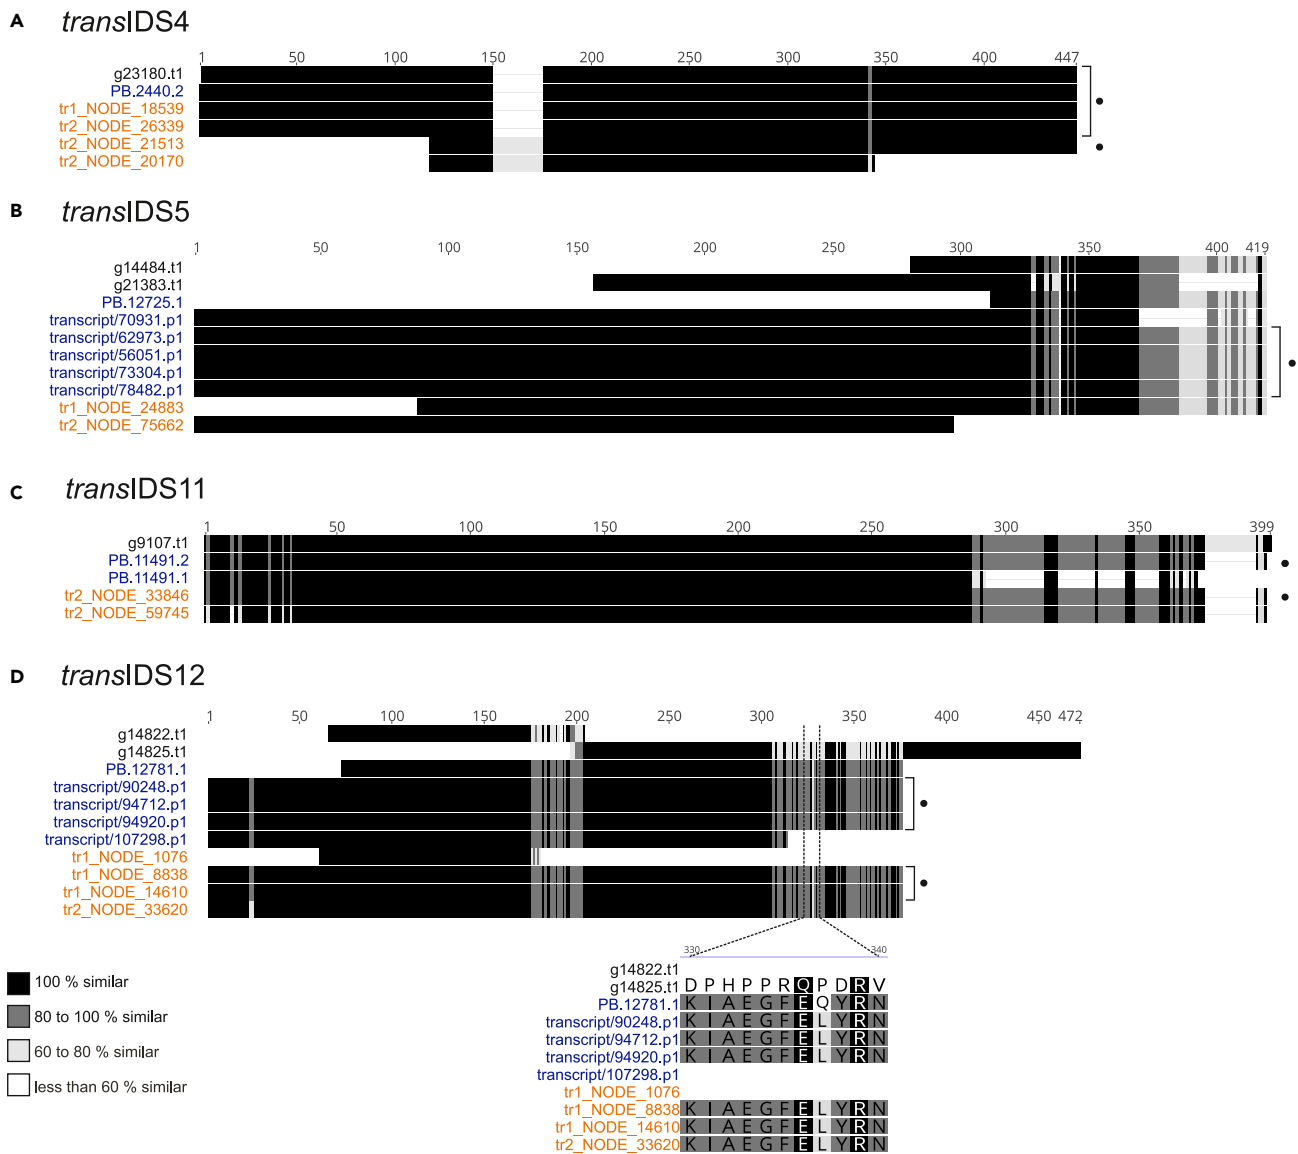 A transIDS4
1 50 100 150 200 250 300 350 400 447
g23180.t1
PB.2440.2
tr1_NODE_18539
tr2_NODE_26339
tr2_NODE_21513
tr2_NODE_20170
B transIDS5
1 50 100 150 200 250 300 350 400 419
g14484.t1
g21383.t1
PB.12725.1
transcript/70931.p1
transcript/62973.p1
transcript/56051.p1
transcript/73304.p1
transcript/78482.p1
tr1_NODE_24883
tr2_NODE_75662
C transIDS11
1 50 100 150 200 250 300 350 399
g9107.t1
PB.11491.2
PB.11491.1
tr2_NODE_33846
tr2_NODE_59745
D transIDS12
1 50 100 150 200 250 300 350 400 450 472
g14822.t1
g14825.t1
PB.12781.1
transcript/90248.p1
transcript/94712.p1
transcript/94920.p1
transcript/107298.p1
tr1_NODE_1076
tr1_NODE_8838
tr1_NODE_14610
tr2_NODE_33620
100 % similar
80 to 100 % similar
60 to 80 % similar
less than 60 % similar
330 340
g14822.t1
g14825.t1 D P H P P R Q P D R V
PB.12781.1 K I A E G F E Q Y R N
transcript/90248.p1 K I A E G F E L Y R N
transcript/94712.p1 K I A E G F E L Y R N
transcript/94920.p1 K I A E G F E L Y R N
transcript/107298.p1
tr1_NODE_1076
tr1_NODE_8838 K I A E G F E L Y R N
tr1_NODE_14610 K I A E G F E L Y R N
tr2_NODE_33620 K I A E G F E L Y R N